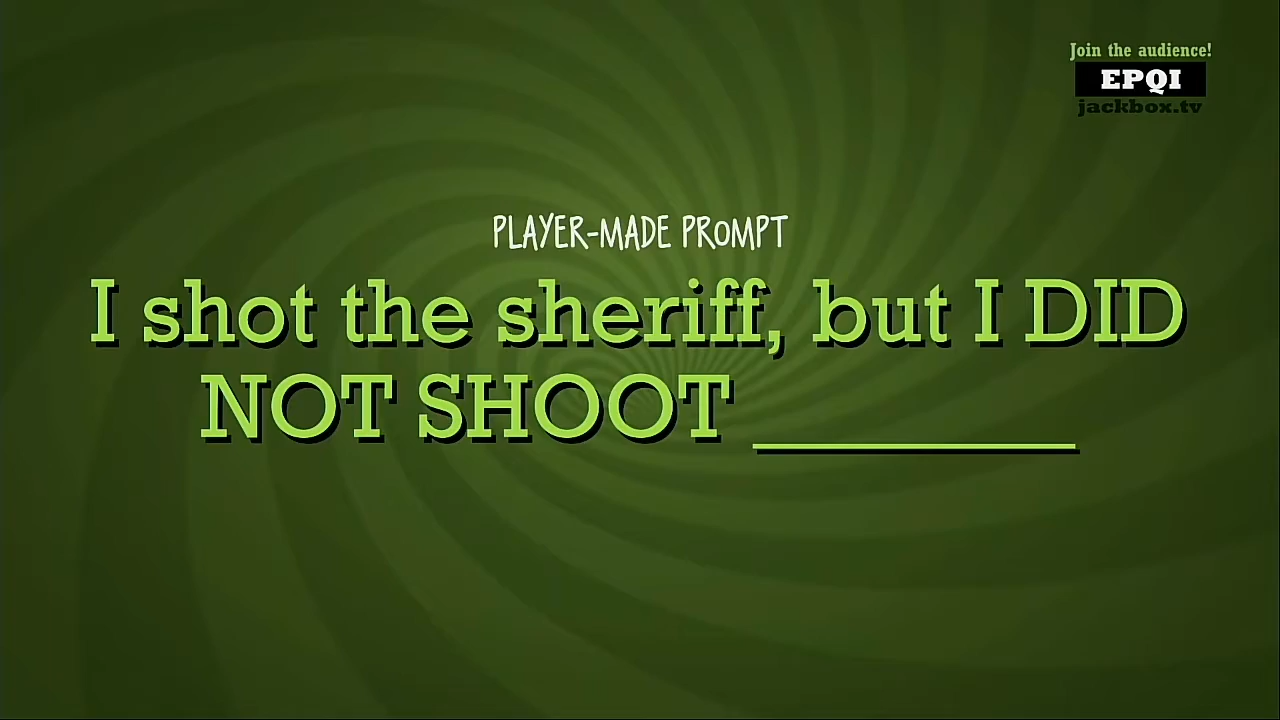 Join the audience!
EPQI
jackbox.tv
PLAYER-MADE PROMPT
I shot the sheriff, but I DID
NOT SHOOT ________